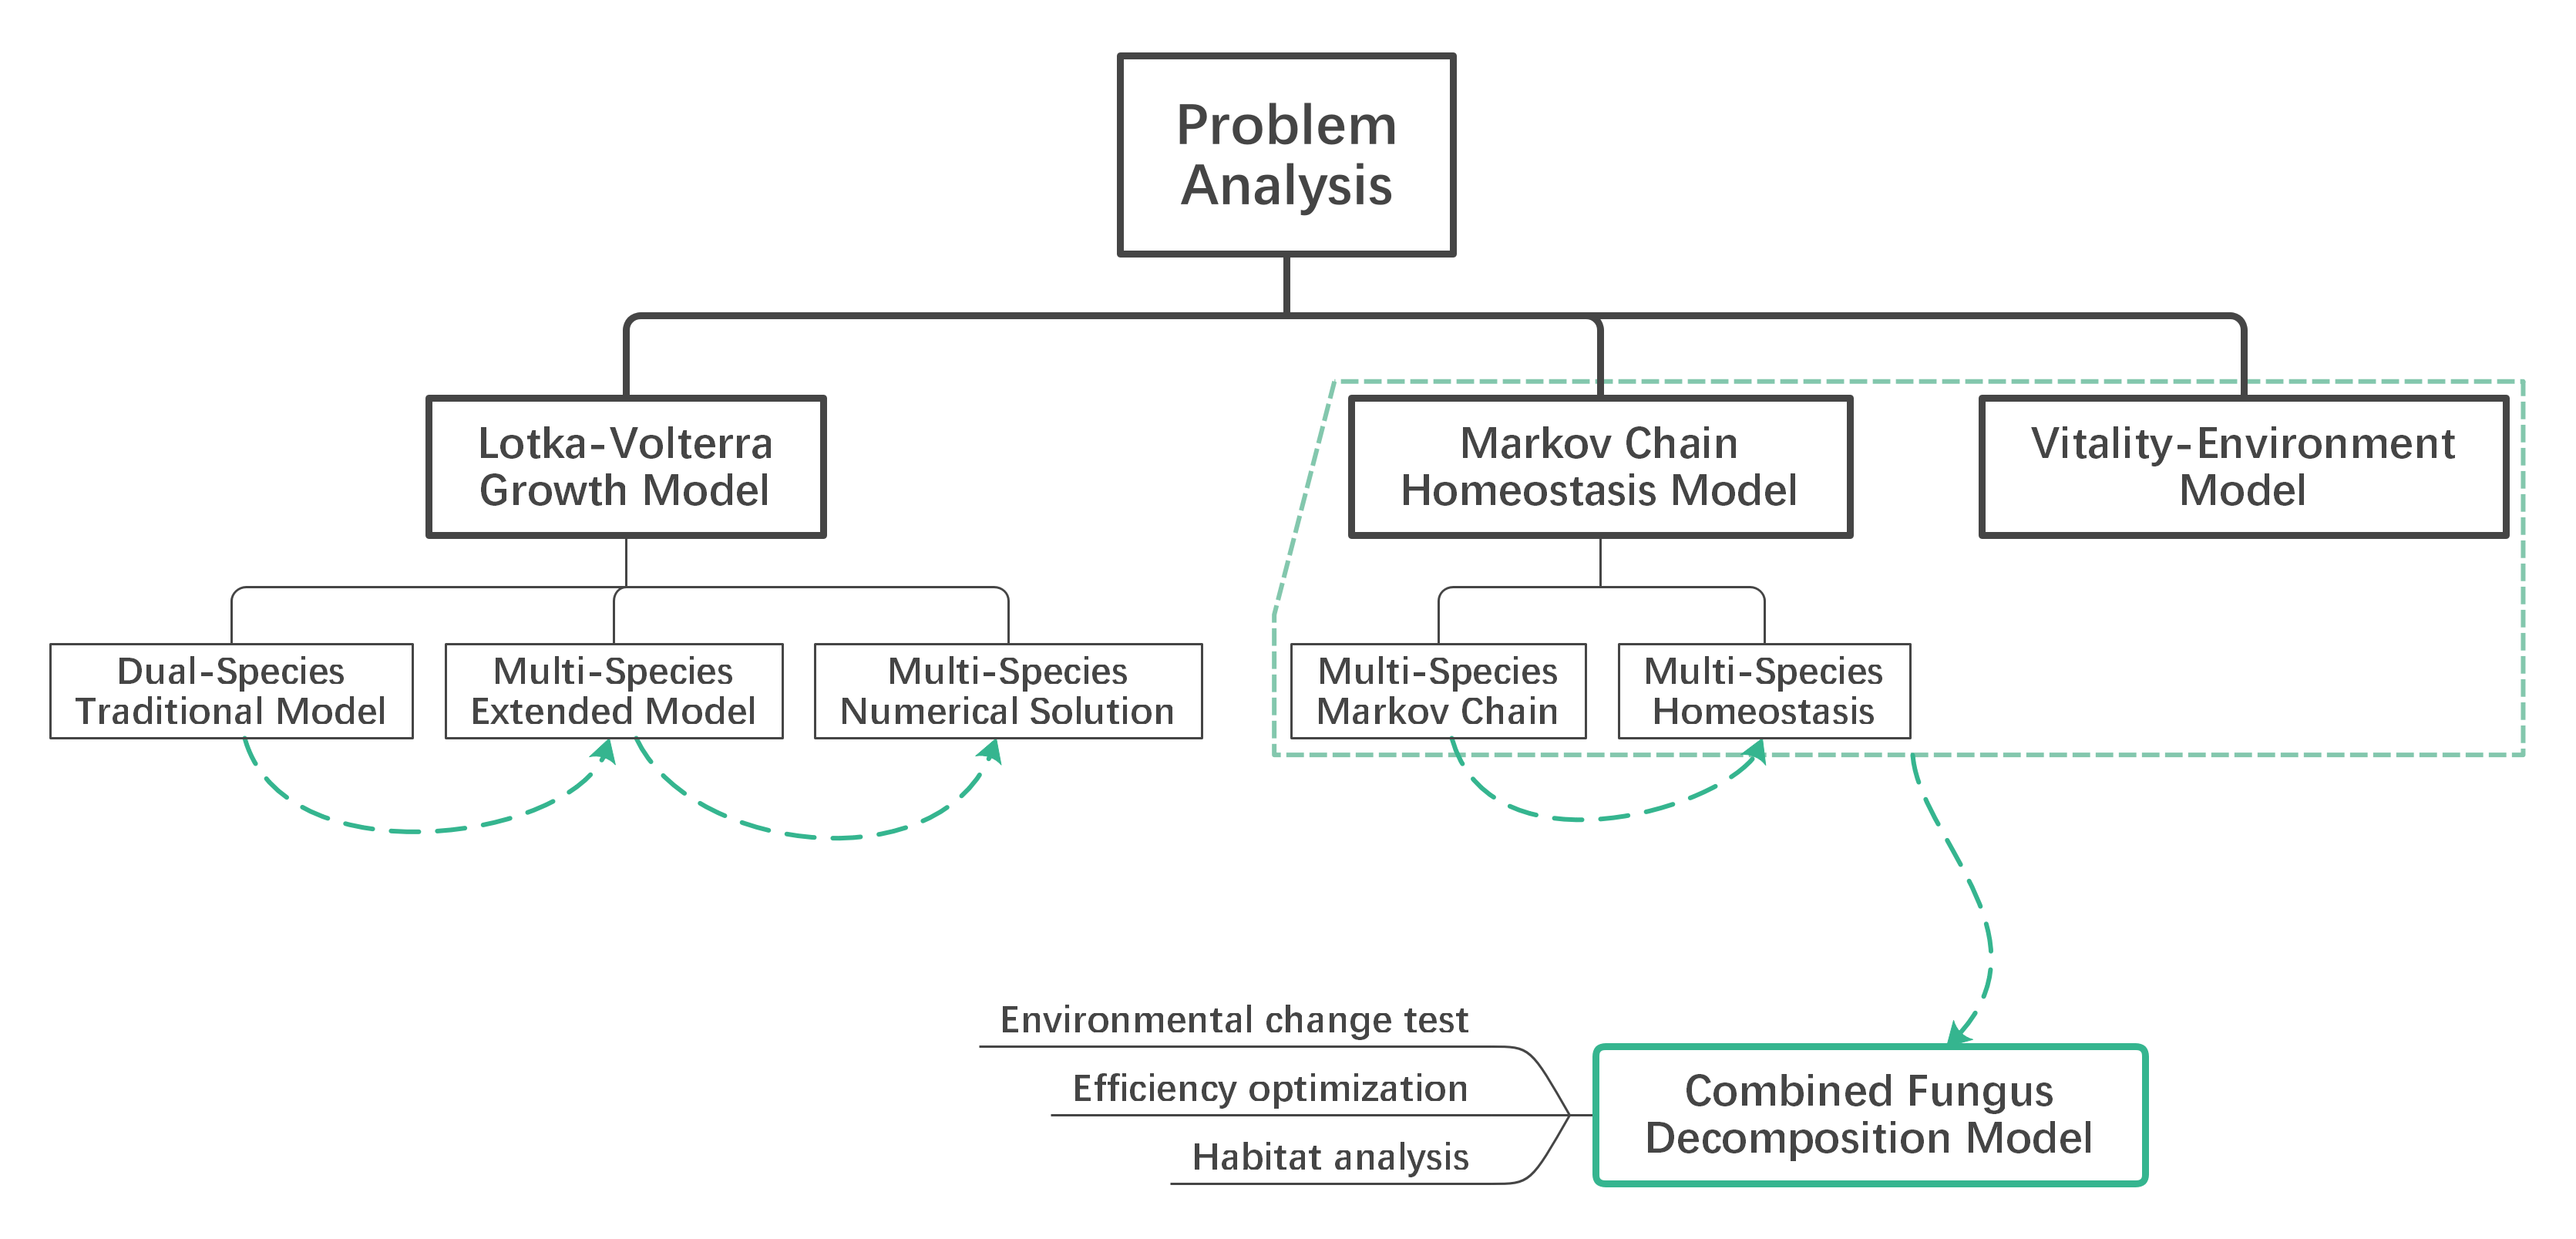 Problem
Analysis
Lotka-Volterra
Growth Model
Markov Chain
Homeostasis Model
Vitality-Environment
Model
Dual-Species
Traditional Model
Multi-Species
Extended Model
Multi-Species
Numerical Solution
Multi-Species
Markov Chain
Multi-Species
Homeostasis
Environmental change test
Efficiency optimization
Habitat analysis
Combined Fungus
Decomposition Model